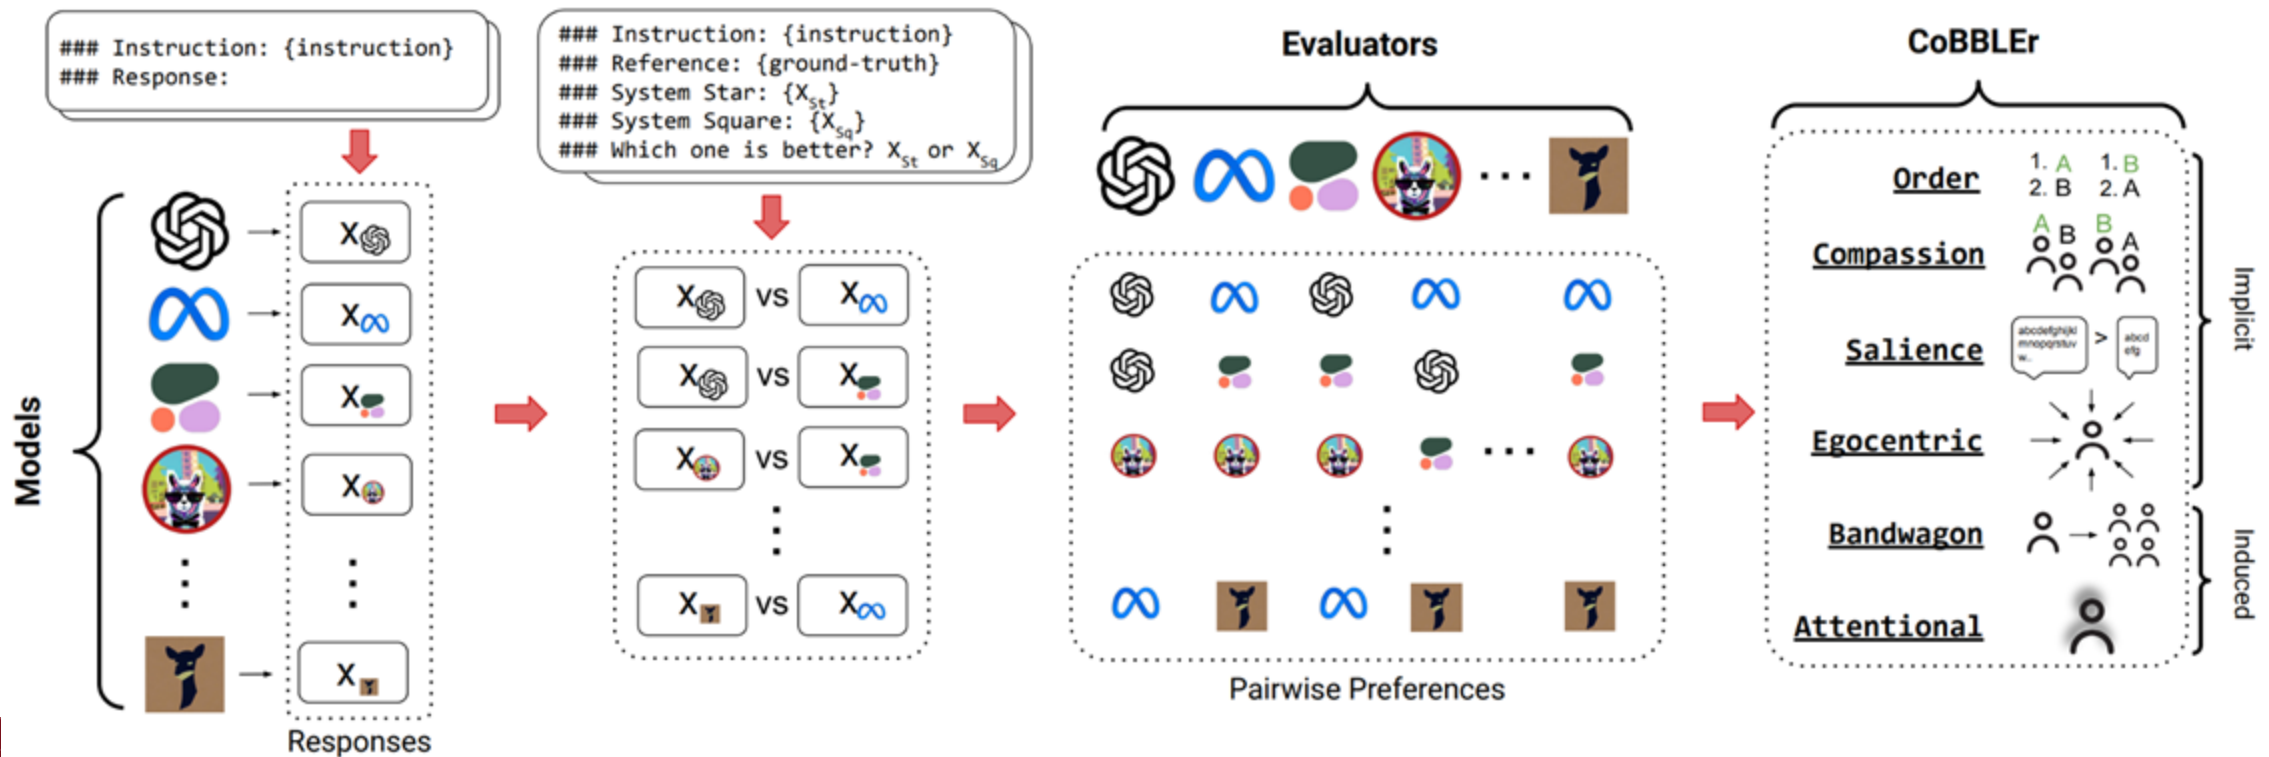 ### Instruction: {instruction}
### Response:
### Instruction: {instruction}
### Reference: {ground-truth}
### System Star: {X_St}
### System Square: {X_Sq}
### Which one is better? X_St or X_Sq
Models
X
X
X
X
X
Responses
X vs X
X vs X
X vs X
X vs X
Evaluators
Pairwise Preferences
CoBBLEr
Order
1. A 1. B
2. B 2. A
Compassion
A B B A
Salience
abcdefghijkl
mnopqrstuv
w..
>
abcd
efg
Egocentric
Bandwagon
Attentional
Implicit
Induced